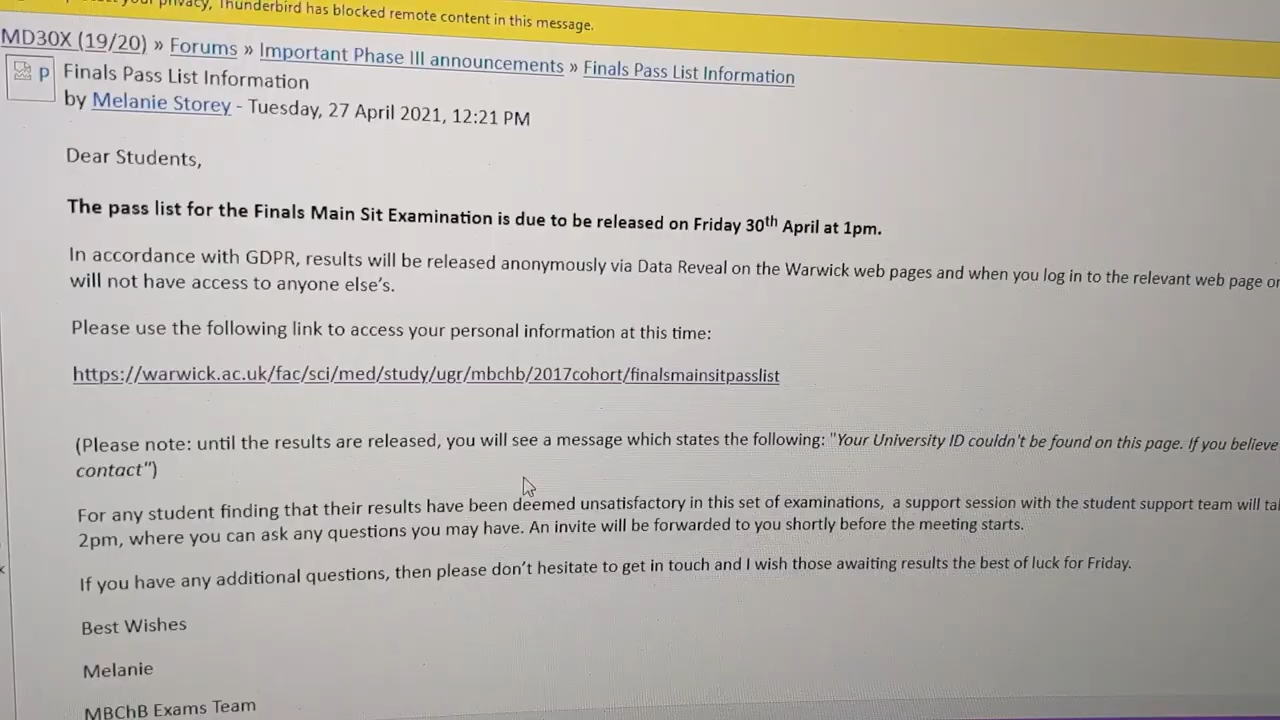 your privacy, Thunderbird has blocked remote content in this message.
MD30X (19/20) » Forums » Important Phase III announcements » Finals Pass List Information
P Finals Pass List Information
by Melanie Storey - Tuesday, 27 April 2021, 12:21 PM
Dear Students,
The pass list for the Finals Main Sit Examination is due to be released on Friday 30th April at 1pm.
In accordance with GDPR, results will be released anonymously via Data Reveal on the Warwick web pages and when you log in to the relevant web page
will not have access to anyone else's.
Please use the following link to access your personal information at this time:
https://warwick.ac.uk/fac/sci/med/study/ugr/mbchb/2017cohort/finalsmainsitpasslist
(Please note: until the results are released, you will see a message which states the following: "Your University ID couldn't be found on this page. If you believe
contact")
For any student finding that their results have been deemed unsatisfactory in this set of examinations, a support session with the student support team will
2pm, where you can ask any questions you may have. An invite will be forwarded to you shortly before the meeting starts.
If you have any additional questions, then please don't hesitate to get in touch and I wish those awaiting results the best of luck for Friday.
Best Wishes
Melanie
MBChB Exams Team